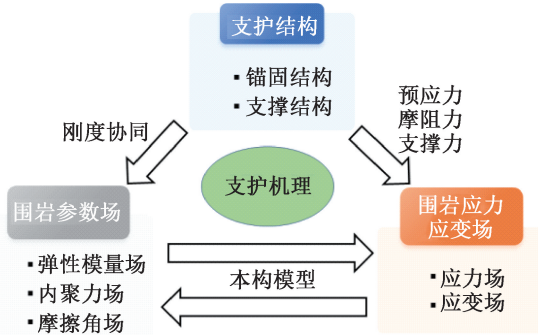 支护结构
▪ 锚固结构
▪ 支撑结构
刚度协同
预应力
摩阻力
支撑力
支护机理
围岩参数场
▪ 弹性模量场
▪ 内聚力场
▪ 摩擦角场
本构模型
围岩应力
应变场
▪ 应力场
▪ 应变场